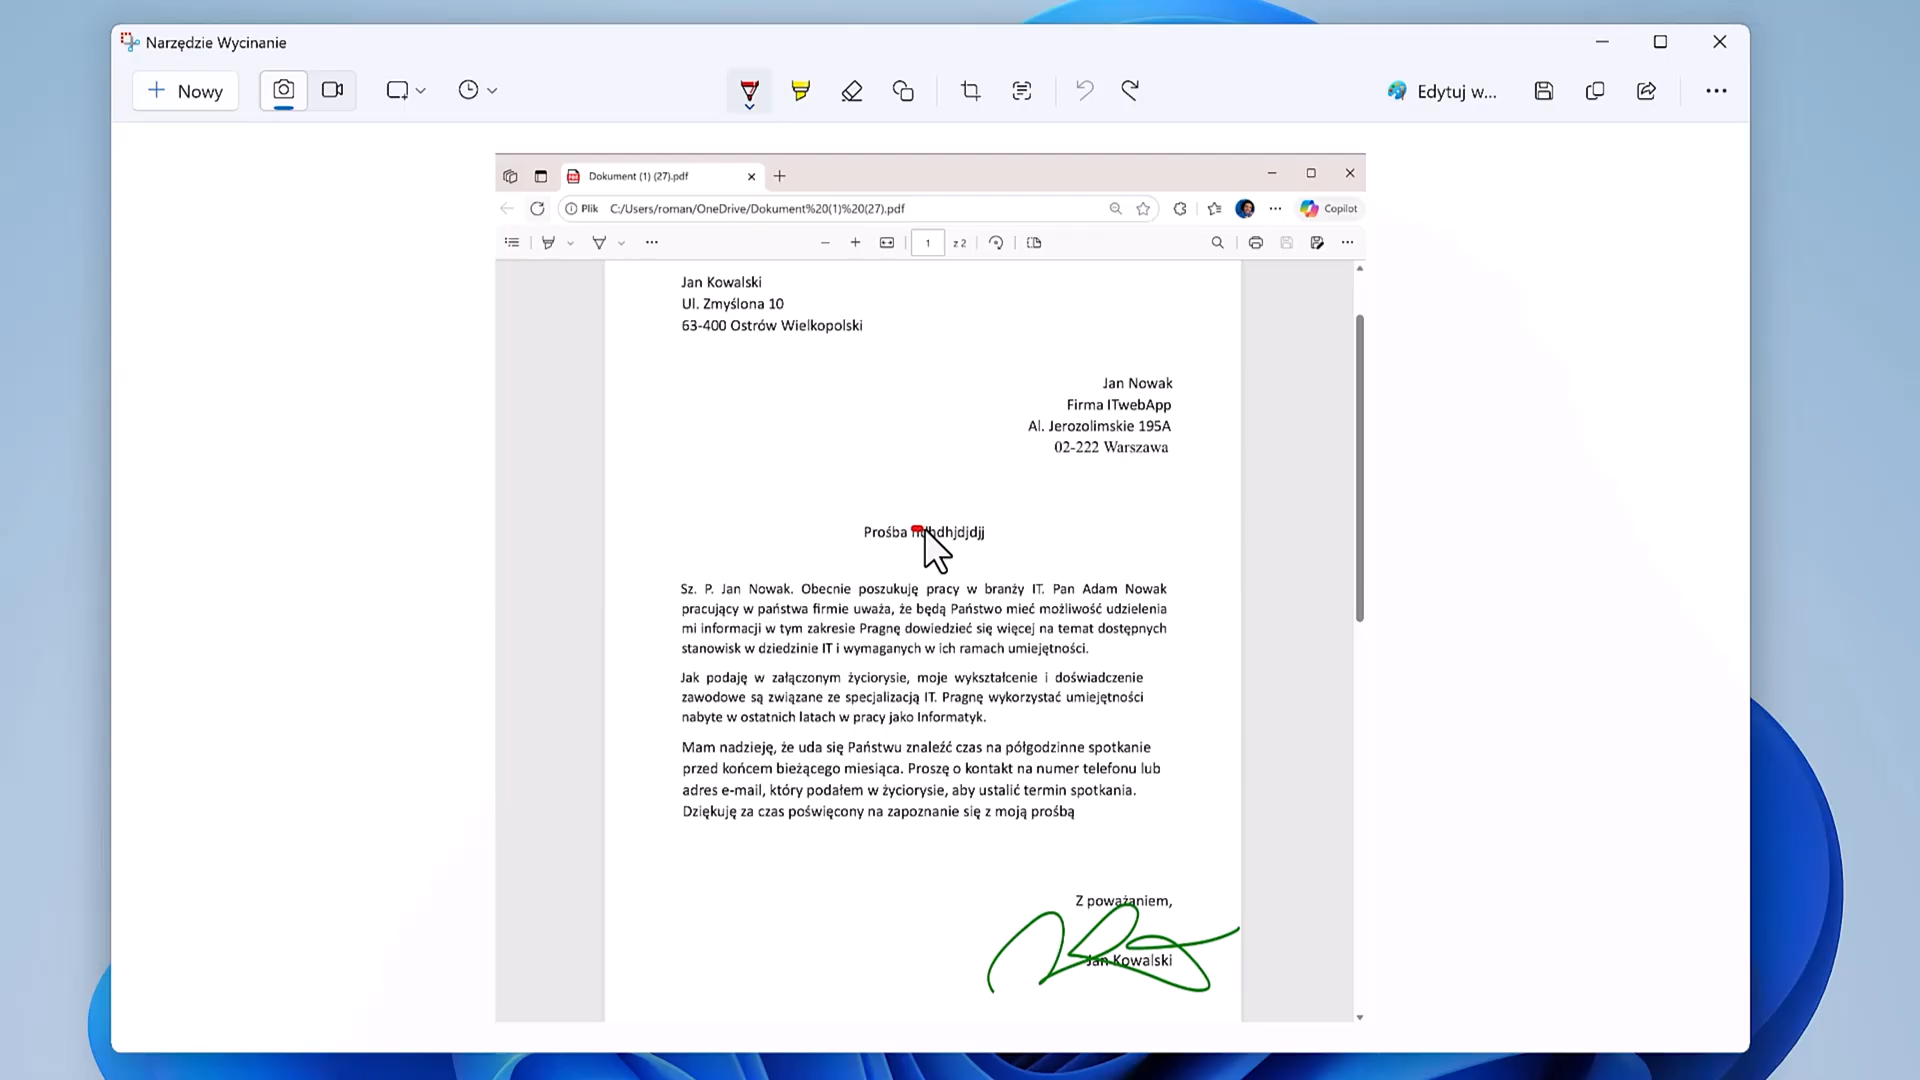 Narzędzie Wycinanie
Nowy
Edytuj w...
Dokument (1) (27).pdf
Plik C:/Users/roman/OneDrive/Dokument%20(1)%20(27).pdf
Copilot
1 z 2
Jan Kowalski
Ul. Zmyślona 10
63-400 Ostrów Wielkopolski
Jan Nowak
Firma ITwebApp
Al. Jerozolimskie 195A
02-222 Warszawa
Prośba
Sz. P. Jan Nowak. Obecnie poszukuję pracy w branży IT. Pan Adam Nowak
pracujący w państwa firmie uważa, że będą Państwo mieć możliwość udzielenia
mi informacji w tym zakresie Pragnę dowiedzieć się więcej na temat dostępnych
stanowisk w dziedzinie IT i wymaganych w ich ramach umiejętności.
Jak podaję w załączonym życiorysie, moje wykształcenie i doświadczenie
zawodowe są związane ze specjalizacją IT. Pragnę wykorzystać umiejętności
nabyte w ostatnich latach w pracy jako Informatyk.
Mam nadzieję, że uda się Państwu znaleźć czas na półgodzinne spotkanie
przed końcem bieżącego miesiąca. Proszę o kontakt na numer telefonu lub
adres e-mail, który podałem w życiorysie, aby ustalić termin spotkania.
Dziękuję za czas poświęcony na zapoznanie się z moją prośbą
Z poważaniem,
Jan Kowalski